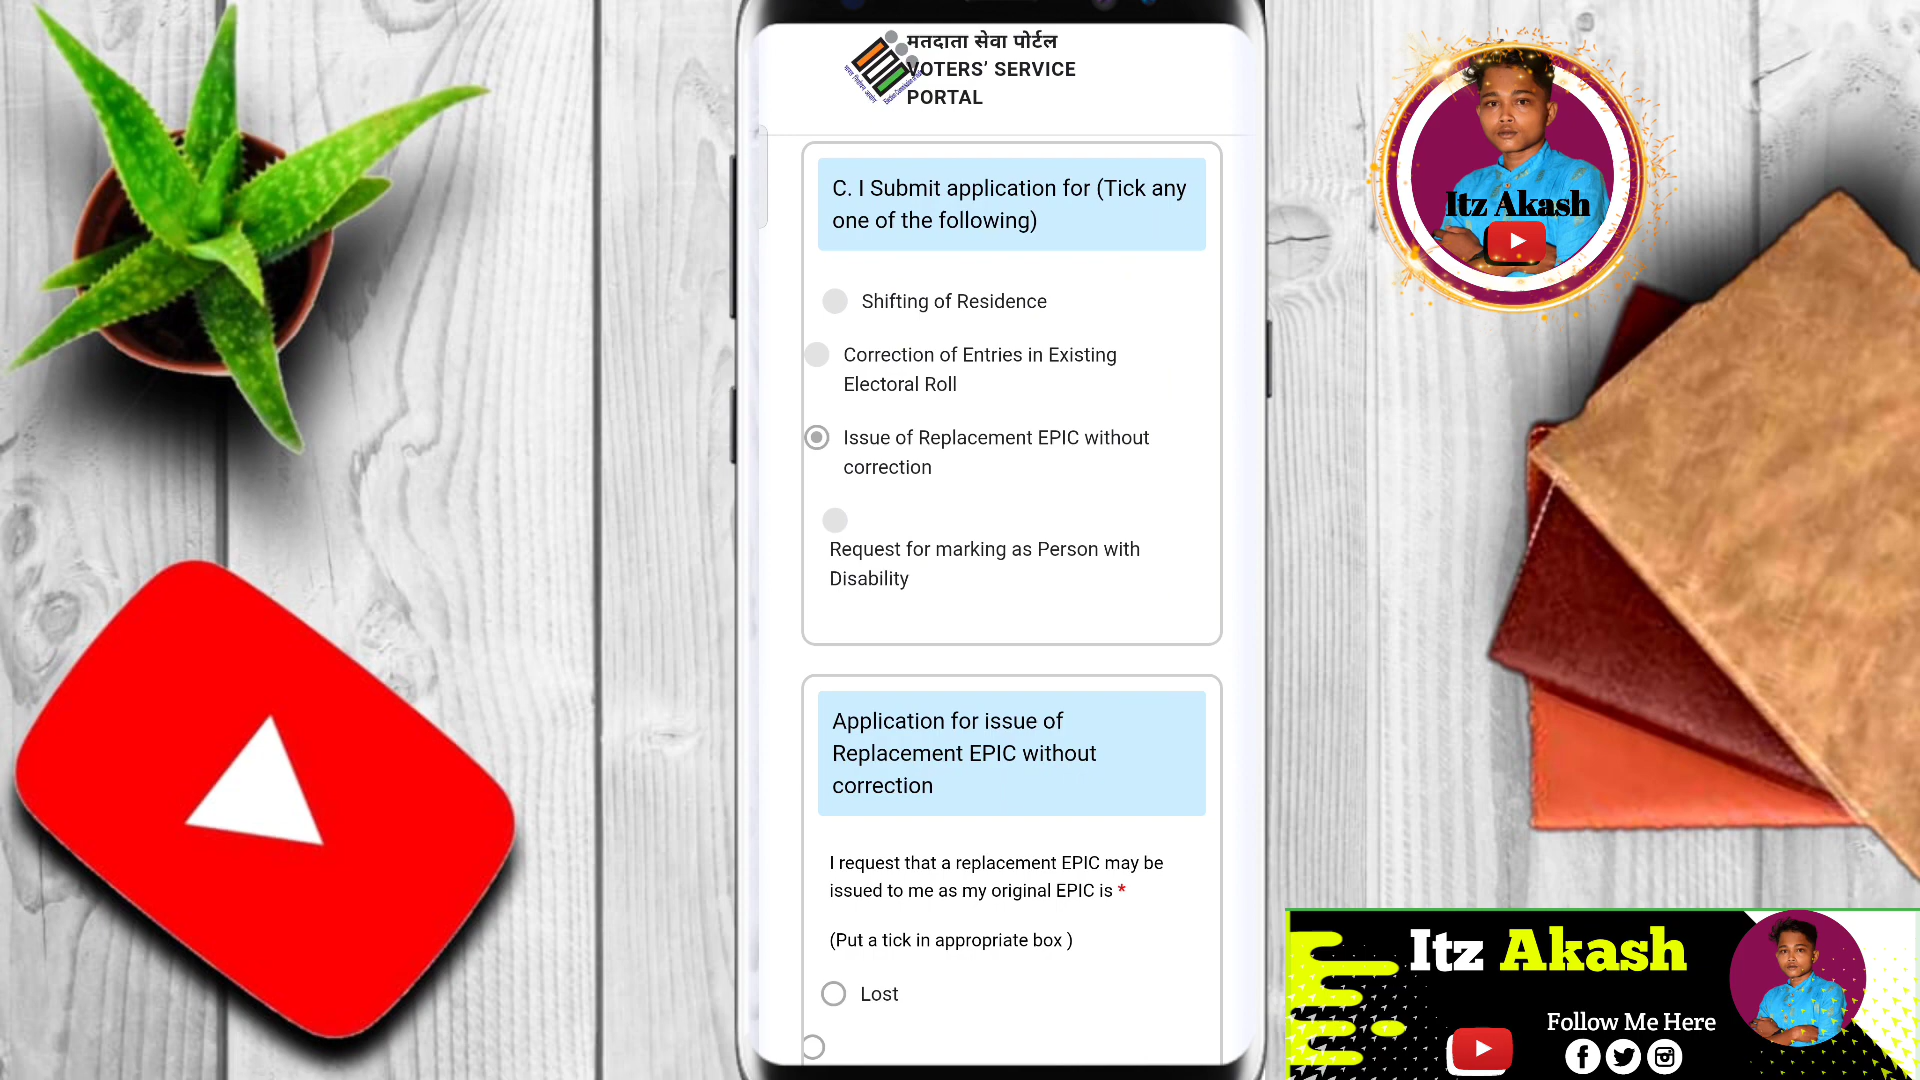 मतदाता सेवा पोर्टल
VOTERS’ SERVICE
PORTAL
C. I Submit application for (Tick any
one of the following)
Shifting of Residence
Correction of Entries in Existing
Electoral Roll
Issue of Replacement EPIC without
correction
Request for marking as Person with
Disability
Application for issue of
Replacement EPIC without
correction
I request that a replacement EPIC may be
issued to me as my original EPIC is *
(Put a tick in appropriate box )
Lost
Itz Akash
Itz Akash
Follow Me Here